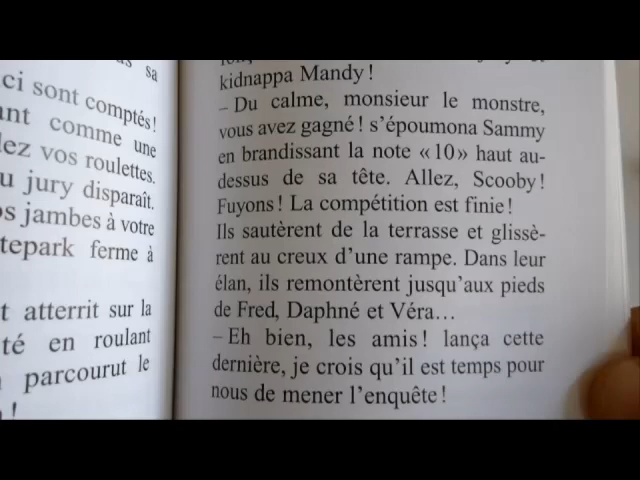 sa
ci sont comptés!
ant comme une
lez vos roulettes.
u jury disparaît.
os jambes à votre
tepark ferme à
t atterrit sur la
té en roulant
parcourut le
!
kidnappa Mandy!
– Du calme, monsieur le monstre,
vous avez gagné! s’époumona Sammy
en brandissant la note «10» haut au-
dessus de sa tête. Allez, Scooby!
Fuyons! La compétition est finie!
Ils sautèrent de la terrasse et glissè-
rent au creux d’une rampe. Dans leur
élan, ils remontèrent jusqu’aux pieds
de Fred, Daphné et Véra…
– Eh bien, les amis! lança cette
dernière, je crois qu’il est temps pour
nous de mener l’enquête!